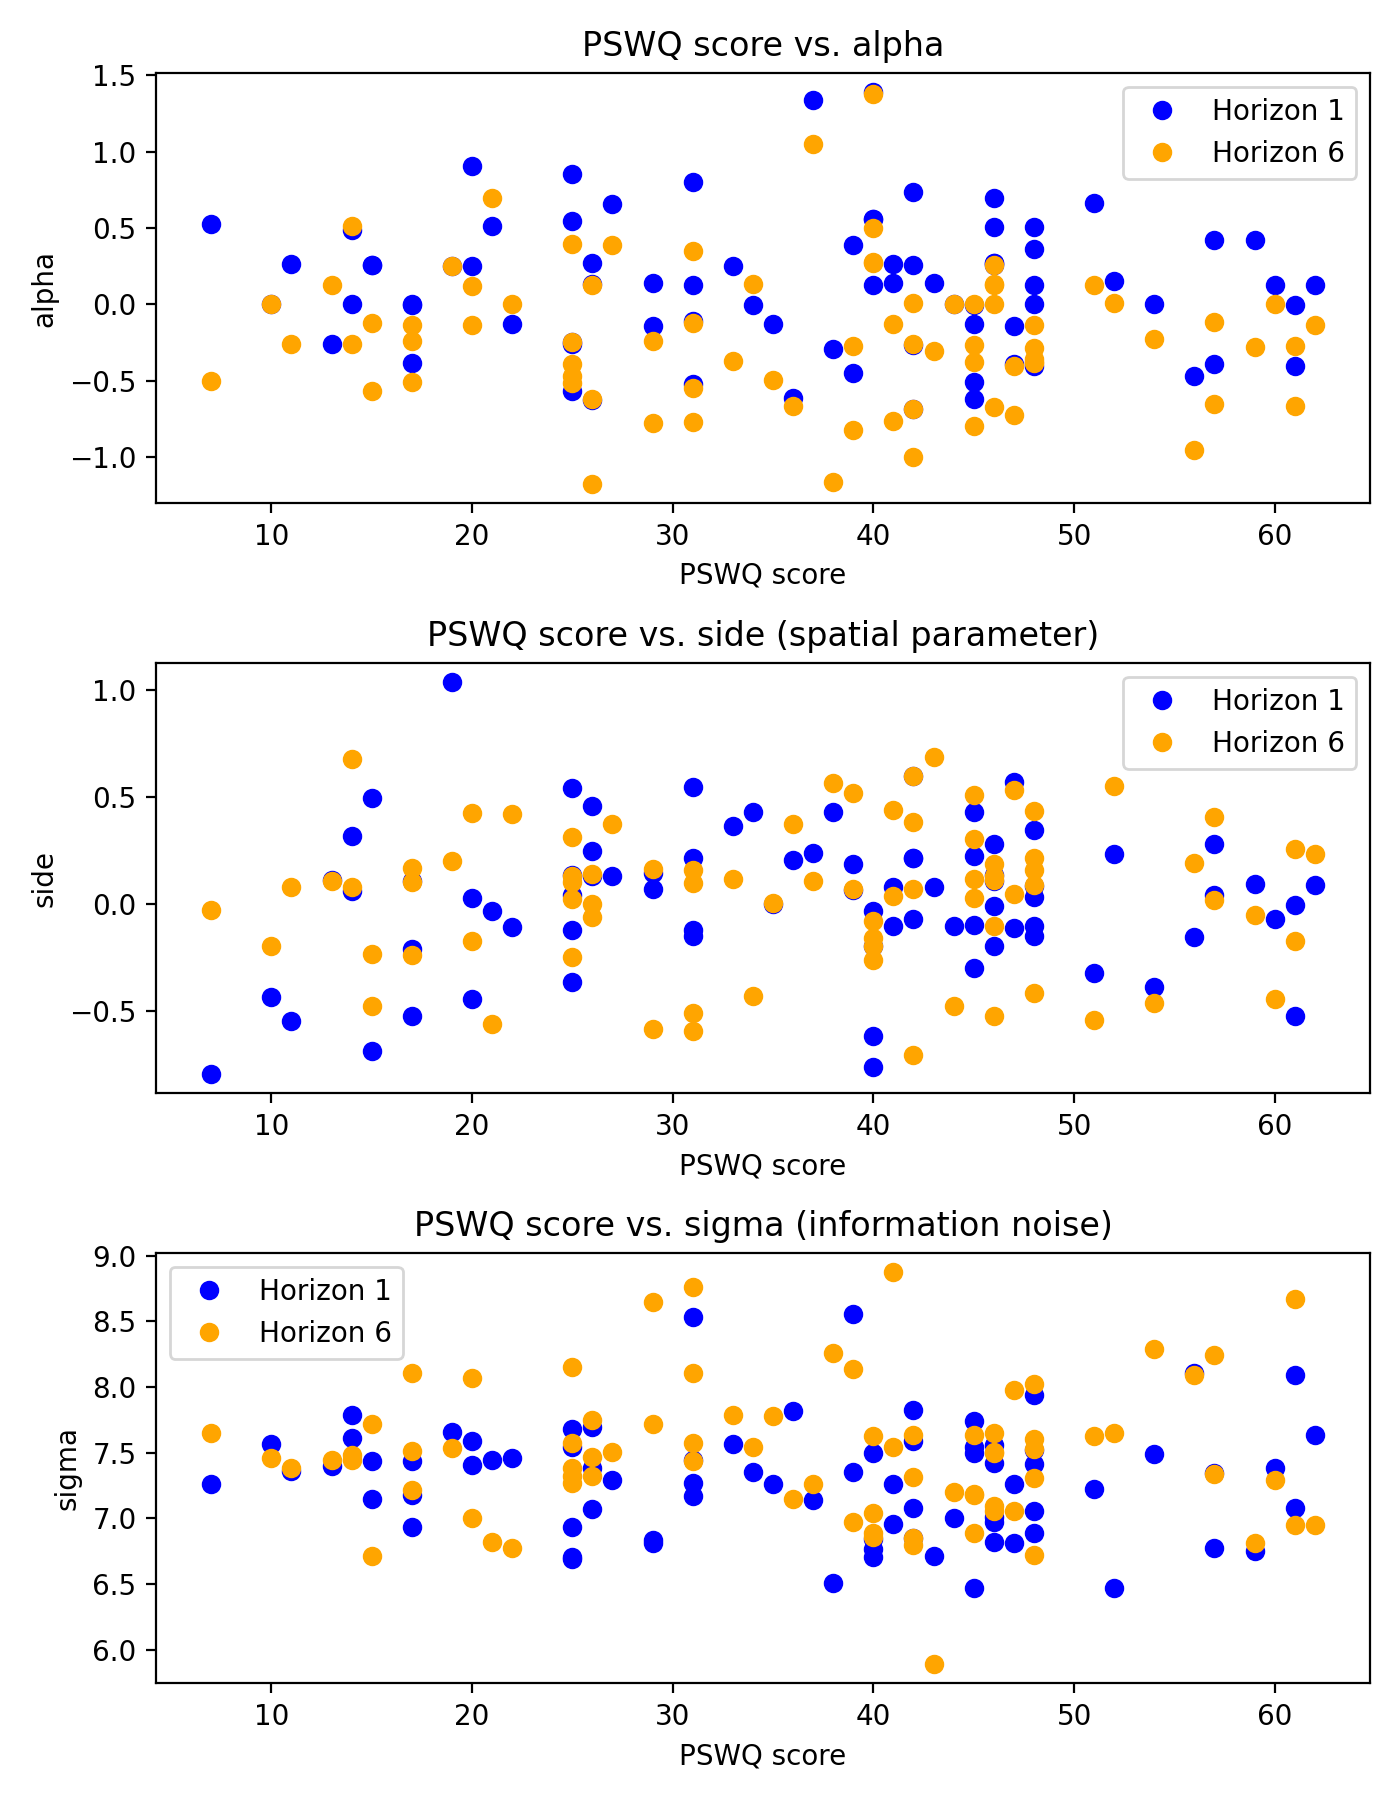 PSWQ score vs. alpha
1.5
1.0
0.5
0.0
−0.5
−1.0
alpha
Horizon 1
Horizon 6
10 20 30 40 50 60
PSWQ score
PSWQ score vs. side (spatial parameter)
1.0
0.5
0.0
−0.5
side
Horizon 1
Horizon 6
10 20 30 40 50 60
PSWQ score
PSWQ score vs. sigma (information noise)
9.0
8.5
8.0
7.5
7.0
6.5
6.0
sigma
Horizon 1
Horizon 6
10 20 30 40 50 60
PSWQ score